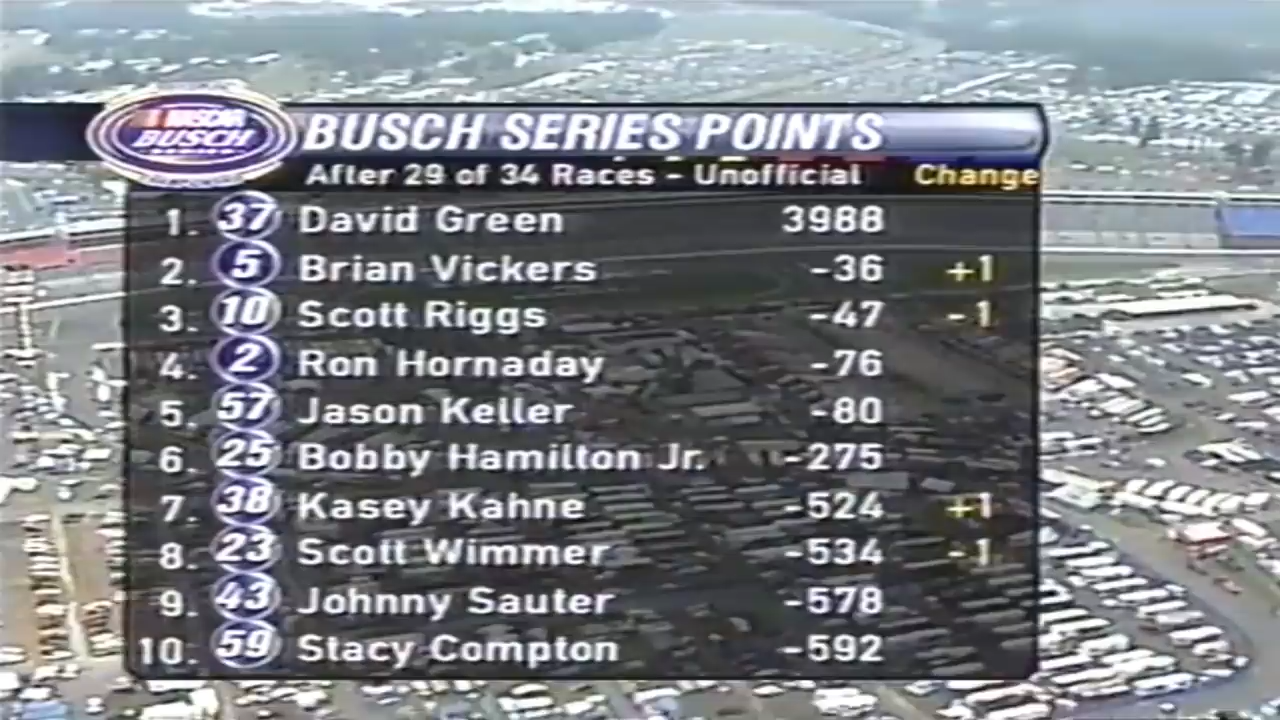 NASCAR
BUSCH
BUSCH SERIES POINTS
After 29 of 34 Races - Unofficial Change
1. 37 David Green 3988
2. 5 Brian Vickers -36 +1
3. 10 Scott Riggs -47 -1
4. 2 Ron Hornaday -76
5. 57 Jason Keller -80
6. 25 Bobby Hamilton Jr. -275
7. 38 Kasey Kahne -524 +1
8. 23 Scott Wimmer -534 -1
9. 43 Johnny Sauter -578
10. 59 Stacy Compton -592